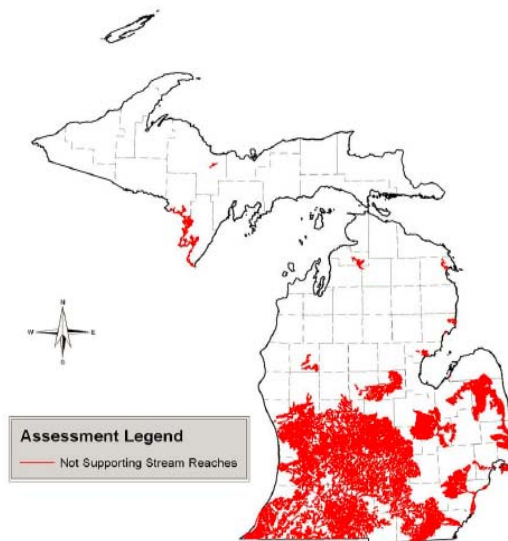 N
W E
S
Assessment Legend
Not Supporting Stream Reaches